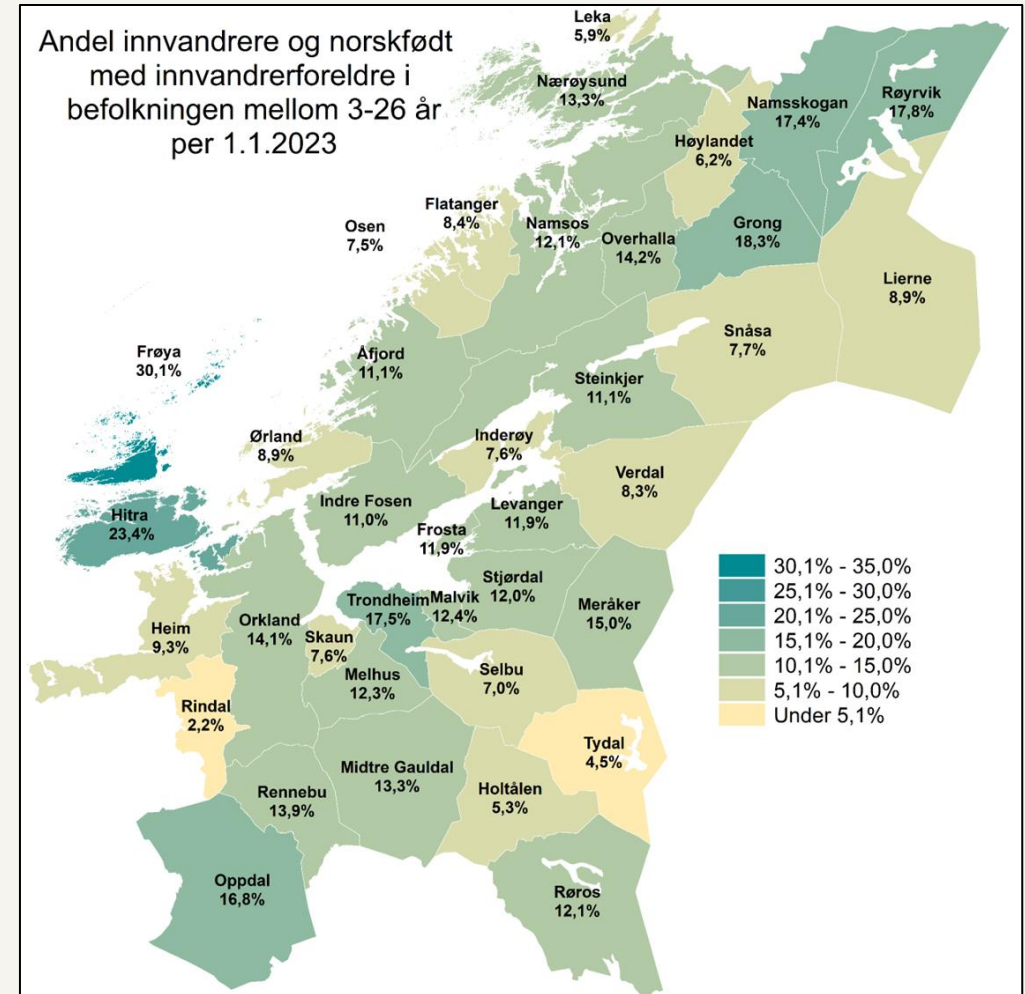 Andel innvandrere og norskfødt
med innvandrerforeldre i
befolkningen mellom 3-26 år
per 1.1.2023
Leka
5,9%
Nærøysund
13,3%
Namsskogan
17,4%
Røyrvik
17,8%
Høylandet
6,2%
Flatanger
8,4%
Osen
7,5%
Namsos
12,1%
Overhalla
14,2%
Grong
18,3%
Lierne
8,9%
Snåsa
7,7%
Frøya
30,1%
Åfjord
11,1%
Steinkjer
11,1%
Ørland
8,9%
Inderøy
7,6%
Verdal
8,3%
Indre Fosen
11,0%
Levanger
11,9%
Hitra
23,4%
Frosta
11,9%
Stjørdal
12,0%
Meråker
15,0%
Trondheim
17,5%
Malvik
12,4%
Orkland
14,1%
Heim
9,3%
Skaun
7,6%
Melhus
12,3%
Selbu
7,0%
Rindal
2,2%
Tydal
4,5%
Midtre Gauldal
13,3%
Holtålen
5,3%
Rennebu
13,9%
Oppdal
16,8%
Røros
12,1%
30,1% - 35,0%
25,1% - 30,0%
20,1% - 25,0%
15,1% - 20,0%
10,1% - 15,0%
5,1% - 10,0%
Under 5,1%